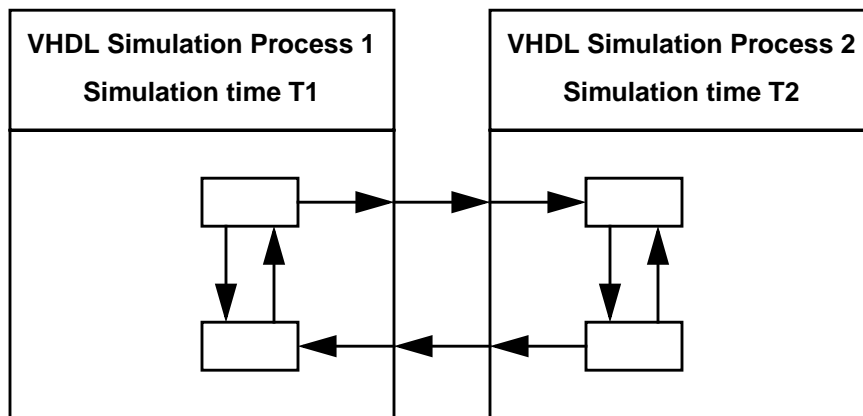 VHDL Simulation Process 1
Simulation time T1
VHDL Simulation Process 2
Simulation time T2